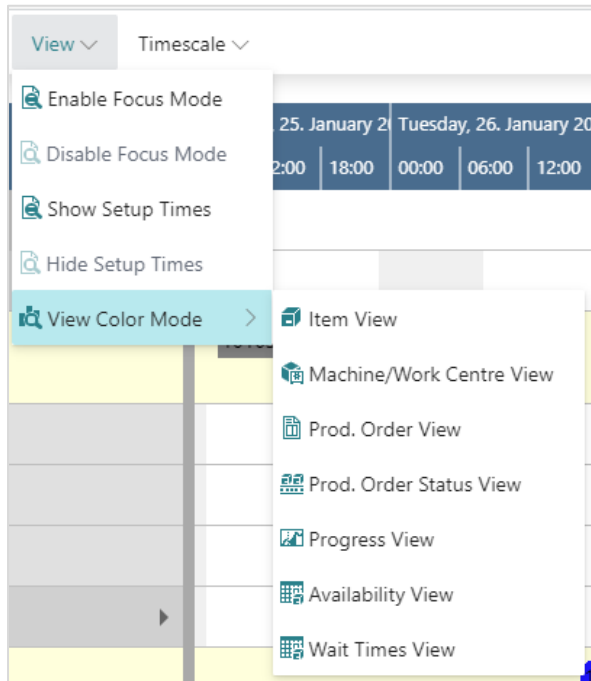 View
Timescale
Enable Focus Mode
Disable Focus Mode
Show Setup Times
Hide Setup Times
View Color Mode
25. January 20
Tuesday, 26. January 20
2:00 18:00 00:00 06:00 12:00
Item View
Machine/Work Centre View
Prod. Order View
Prod. Order Status View
Progress View
Availability View
Wait Times View